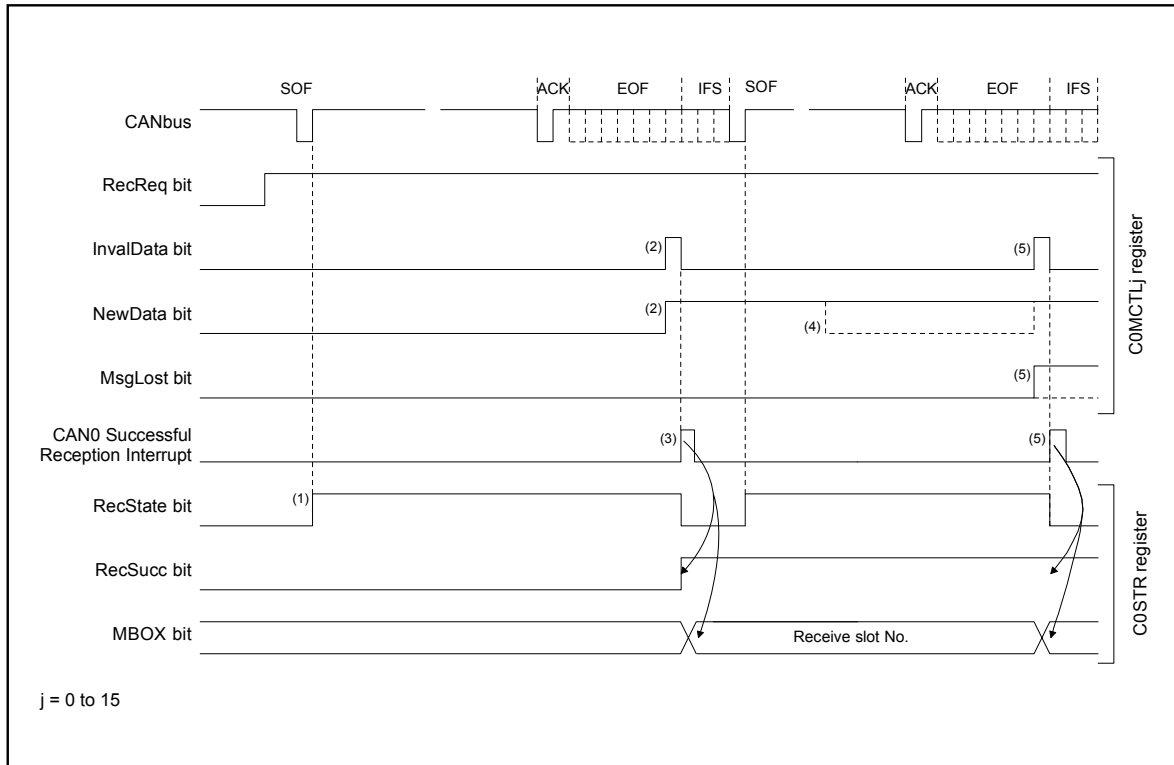 SOF
ACK
EOF
IFS
SOF
ACK
EOF
IFS
CANbus
RecReq bit
InvalData bit
(2)
(5)
NewData bit
(2)
(4)
MsgLost bit
(5)
C0MCTLj register
CAN0 Successful
Reception Interrupt
(3)
(5)
RecState bit
(1)
RecSucc bit
MBOX bit
Receive slot No.
C0STR register
j = 0 to 15